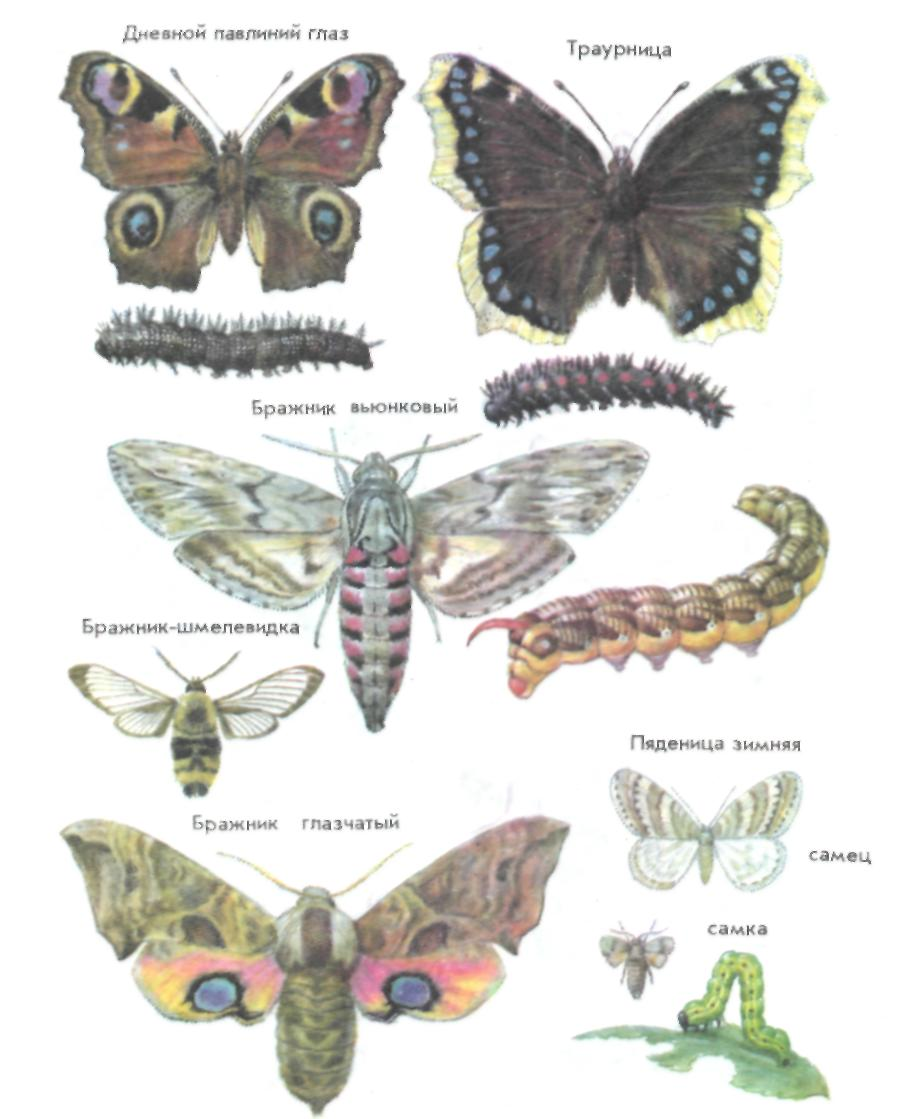 Дневной павлиний глаз
Траурница
Бражник вьюнковый
Бражник-шмелевидка
Пяденица зимняя
Бражник глазчатый
самец
самка